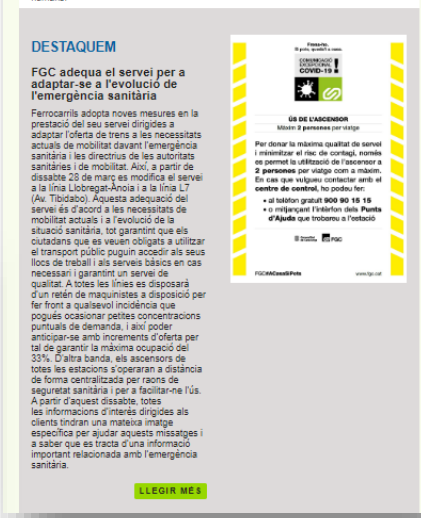 DESTAQUEM
FGC adequa el servei per a
adaptar-se a l'evolució de
l'emergència sanitària
Ferrocarrils adopta noves mesures en la
prestació del seu servei dirigides a
adaptar l'oferta de trens a les necessitats
actuals de mobilitat davant l'emergència
sanitària i les directrius de les autoritats
sanitàries i de mobilitat. Així, a partir de
dissabte 28 de març es modifica el servei
a la línia Llobregat-Anoia i a la línia L7
(Av. Tibidabo). Aquesta adequació del
servei és d'acord a les necessitats de
mobilitat actuals i a l'evolució de la
situació sanitària, tot garantint que els
ciutadans que es veuen obligats a utilitzar
el transport públic puguin accedir als seus
llocs de treball i als serveis bàsics en cas
necessari i garantint un servei de
qualitat. A totes les línies es disposarà
d'un retén de maquinistes a disposició per
fer front a qualsevol incidència que
pogués ocasionar petites concentracions
puntuals de demanda, i així poder
anticipar-se amb increments d'oferta per
tal de garantir la màxima ocupació del
33%. D'altra banda, els ascensors de
totes les estacions s'operaran a distància
de forma centralitzada per raons de
seguretat sanitària i per a facilitar-ne l'ús.
A partir d'aquest dissabte, totes
les informacions d'interès dirigides als
clients tindran una mateixa imatge
específica per ajudar aquests missatges i
a saber que es tracta d'una informació
important relacionada amb l'emergència
sanitària.
LLEGIR MÉS
Frena-ho.
Si pots, queda't a casa.
COMUNICACIÓ
EXCEPCIONAL
COVID-19
ÚS DE L'ASCENSOR
Màxim 2 persones per viatge
Per donar la màxima qualitat de servei
i minimitzar el risc de contagi, només
es permet la utilització de l'ascensor a
2 persones per viatge com a màxim.
En cas que vulgueu contactar amb el
centre de control, ho podeu fer:
• al telèfon gratuït 900 90 15 15
• o mitjançant l'intèrfon dels Punts
d'Ajuda que trobareu a l'estació
FGC
FGC#ACasaSiPots
www.fgc.cat